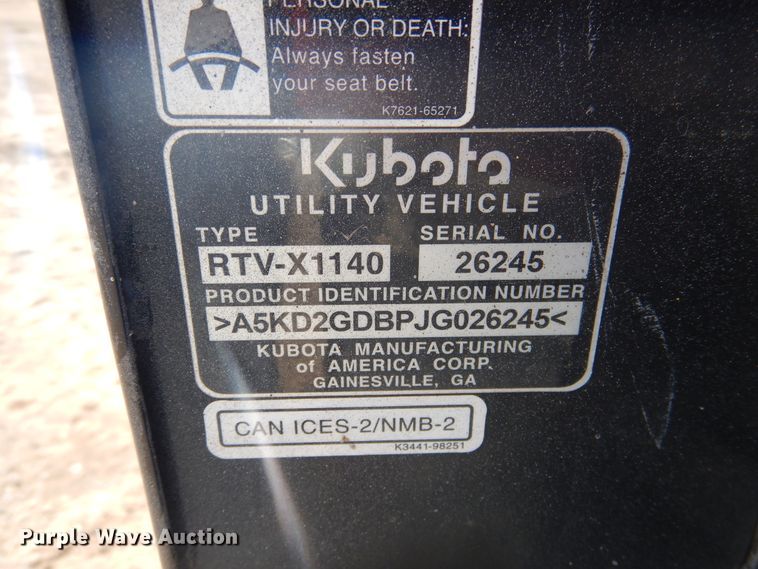 PERSONAL
INJURY OR DEATH:
Always fasten
your seat belt.
K7621-65271
Kubota
UTILITY VEHICLE
TYPE SERIAL NO.
RTV-X1140 26245
PRODUCT IDENTIFICATION NUMBER
>A5KD2GDBPJG026245<
KUBOTA MANUFACTURING
of AMERICA CORP.
GAINESVILLE, GA
CAN ICES-2/NMB-2
K3441-98251
Purple Wave Auction®